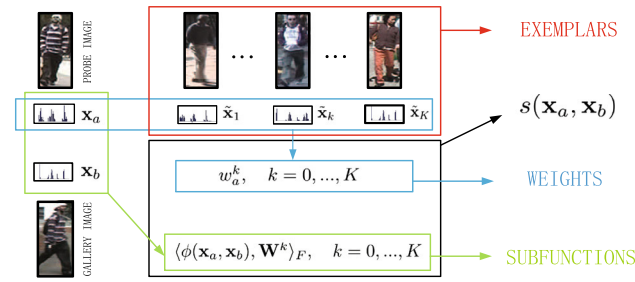 PROBE IMAGE
... ...
EXEMPLARS
x_a
x̃_1 x̃_k x̃_K
s(x_a, x_b)
x_b
w_a^k, k = 0, ..., K
WEIGHTS
GALLERY IMAGE
⟨ϕ(x_a, x_b), W^k⟩_F, k = 0, ..., K
SUBFUNCTIONS